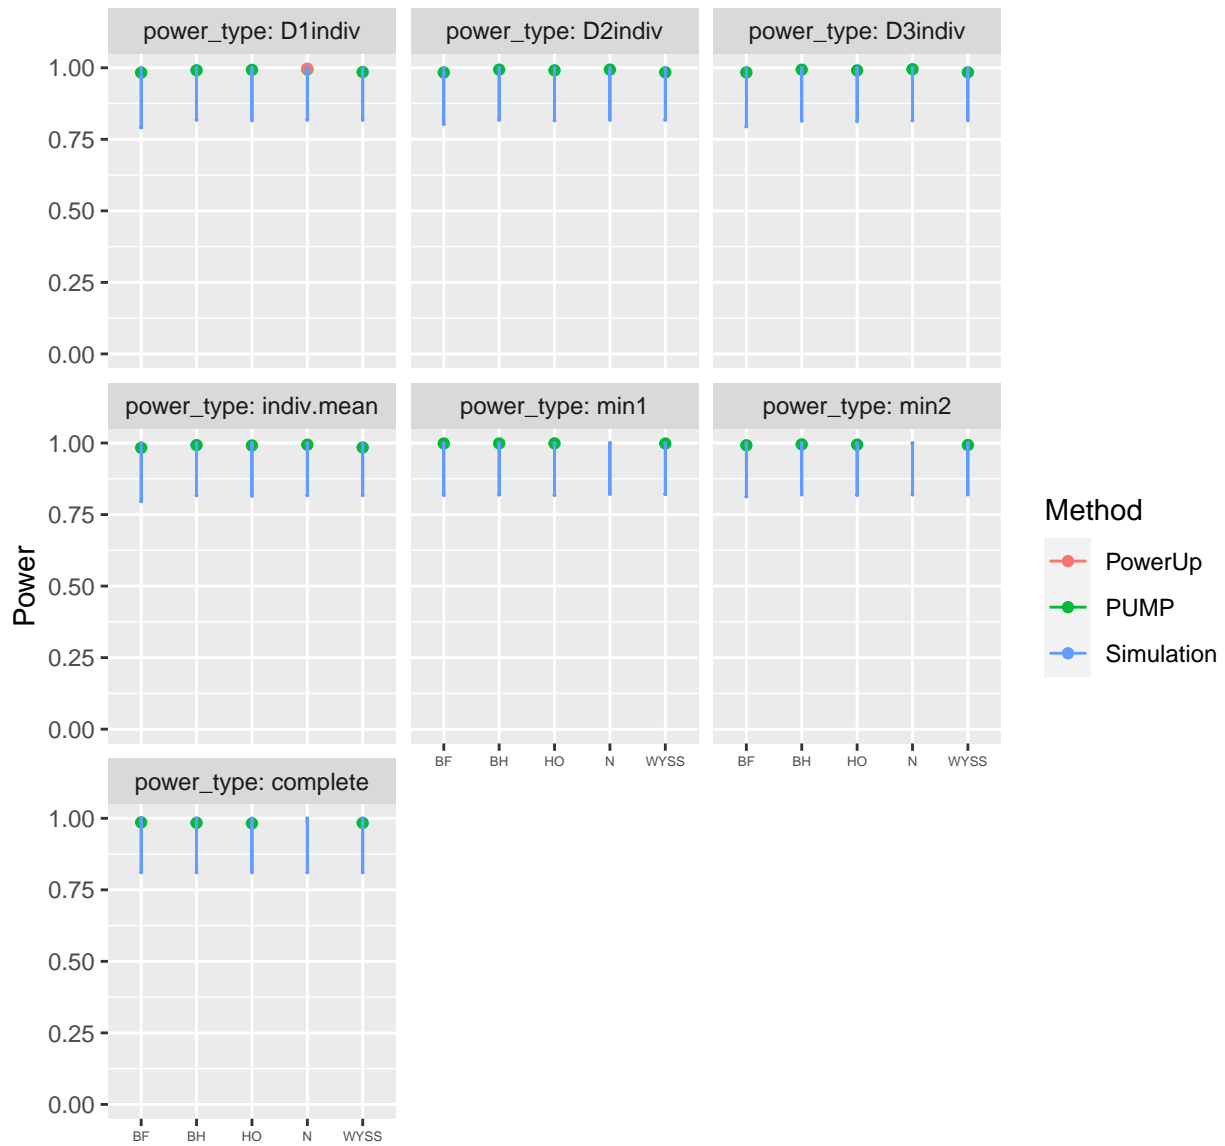 power_type: D1indiv
power_type: D2indiv
power_type: D3indiv
1.00
0.75
0.50
0.25
0.00
power_type: indiv.mean
power_type: min1
power_type: min2
1.00
0.75
0.50
0.25
0.00
BF BH HO N WYSS
BF BH HO N WYSS
power_type: complete
1.00
0.75
0.50
0.25
0.00
BF BH HO N WYSS
Power
Method
PowerUp
PUMP
Simulation